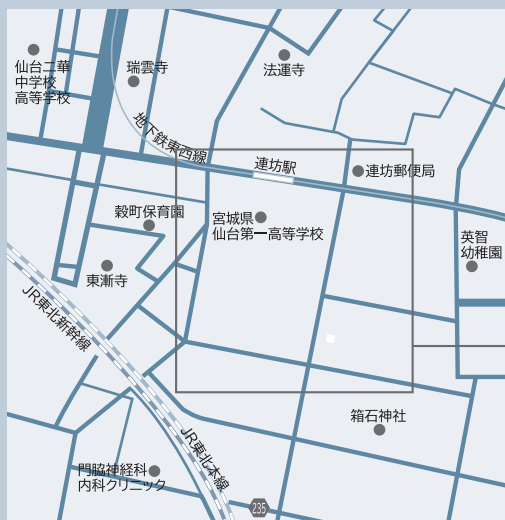 仙台二華
中学校
高等学校
瑞雲寺
法運寺
地下鉄東西線
連坊駅
連坊郵便局
穀町保育園
宮城県
仙台第一高等学校
英智
幼稚園
東漸寺
JR東北新幹線
箱石神社
JR東北本線
門脇神経科
内科クリニック
235